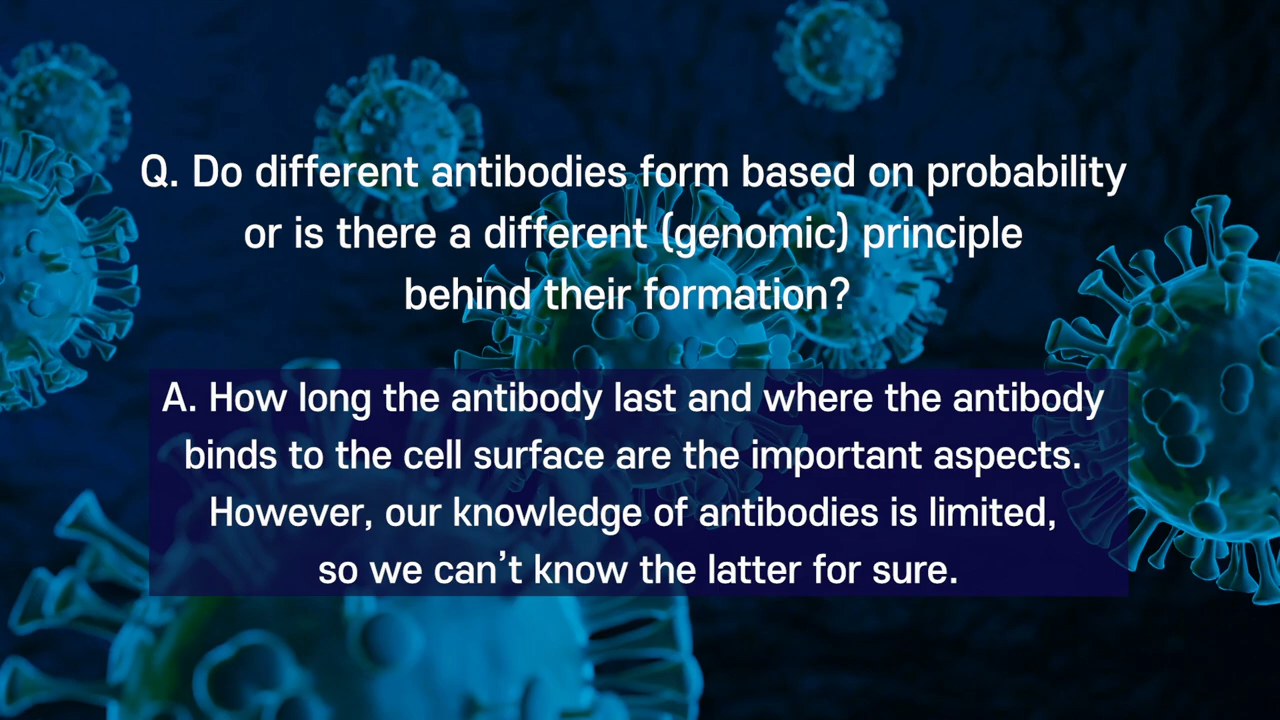 Q. Do different antibodies form based on probability
or is there a different (genomic) principle
behind their formation?
A. How long the antibody last and where the antibody
binds to the cell surface are the important aspects.
However, our knowledge of antibodies is limited,
so we can't know the latter for sure.